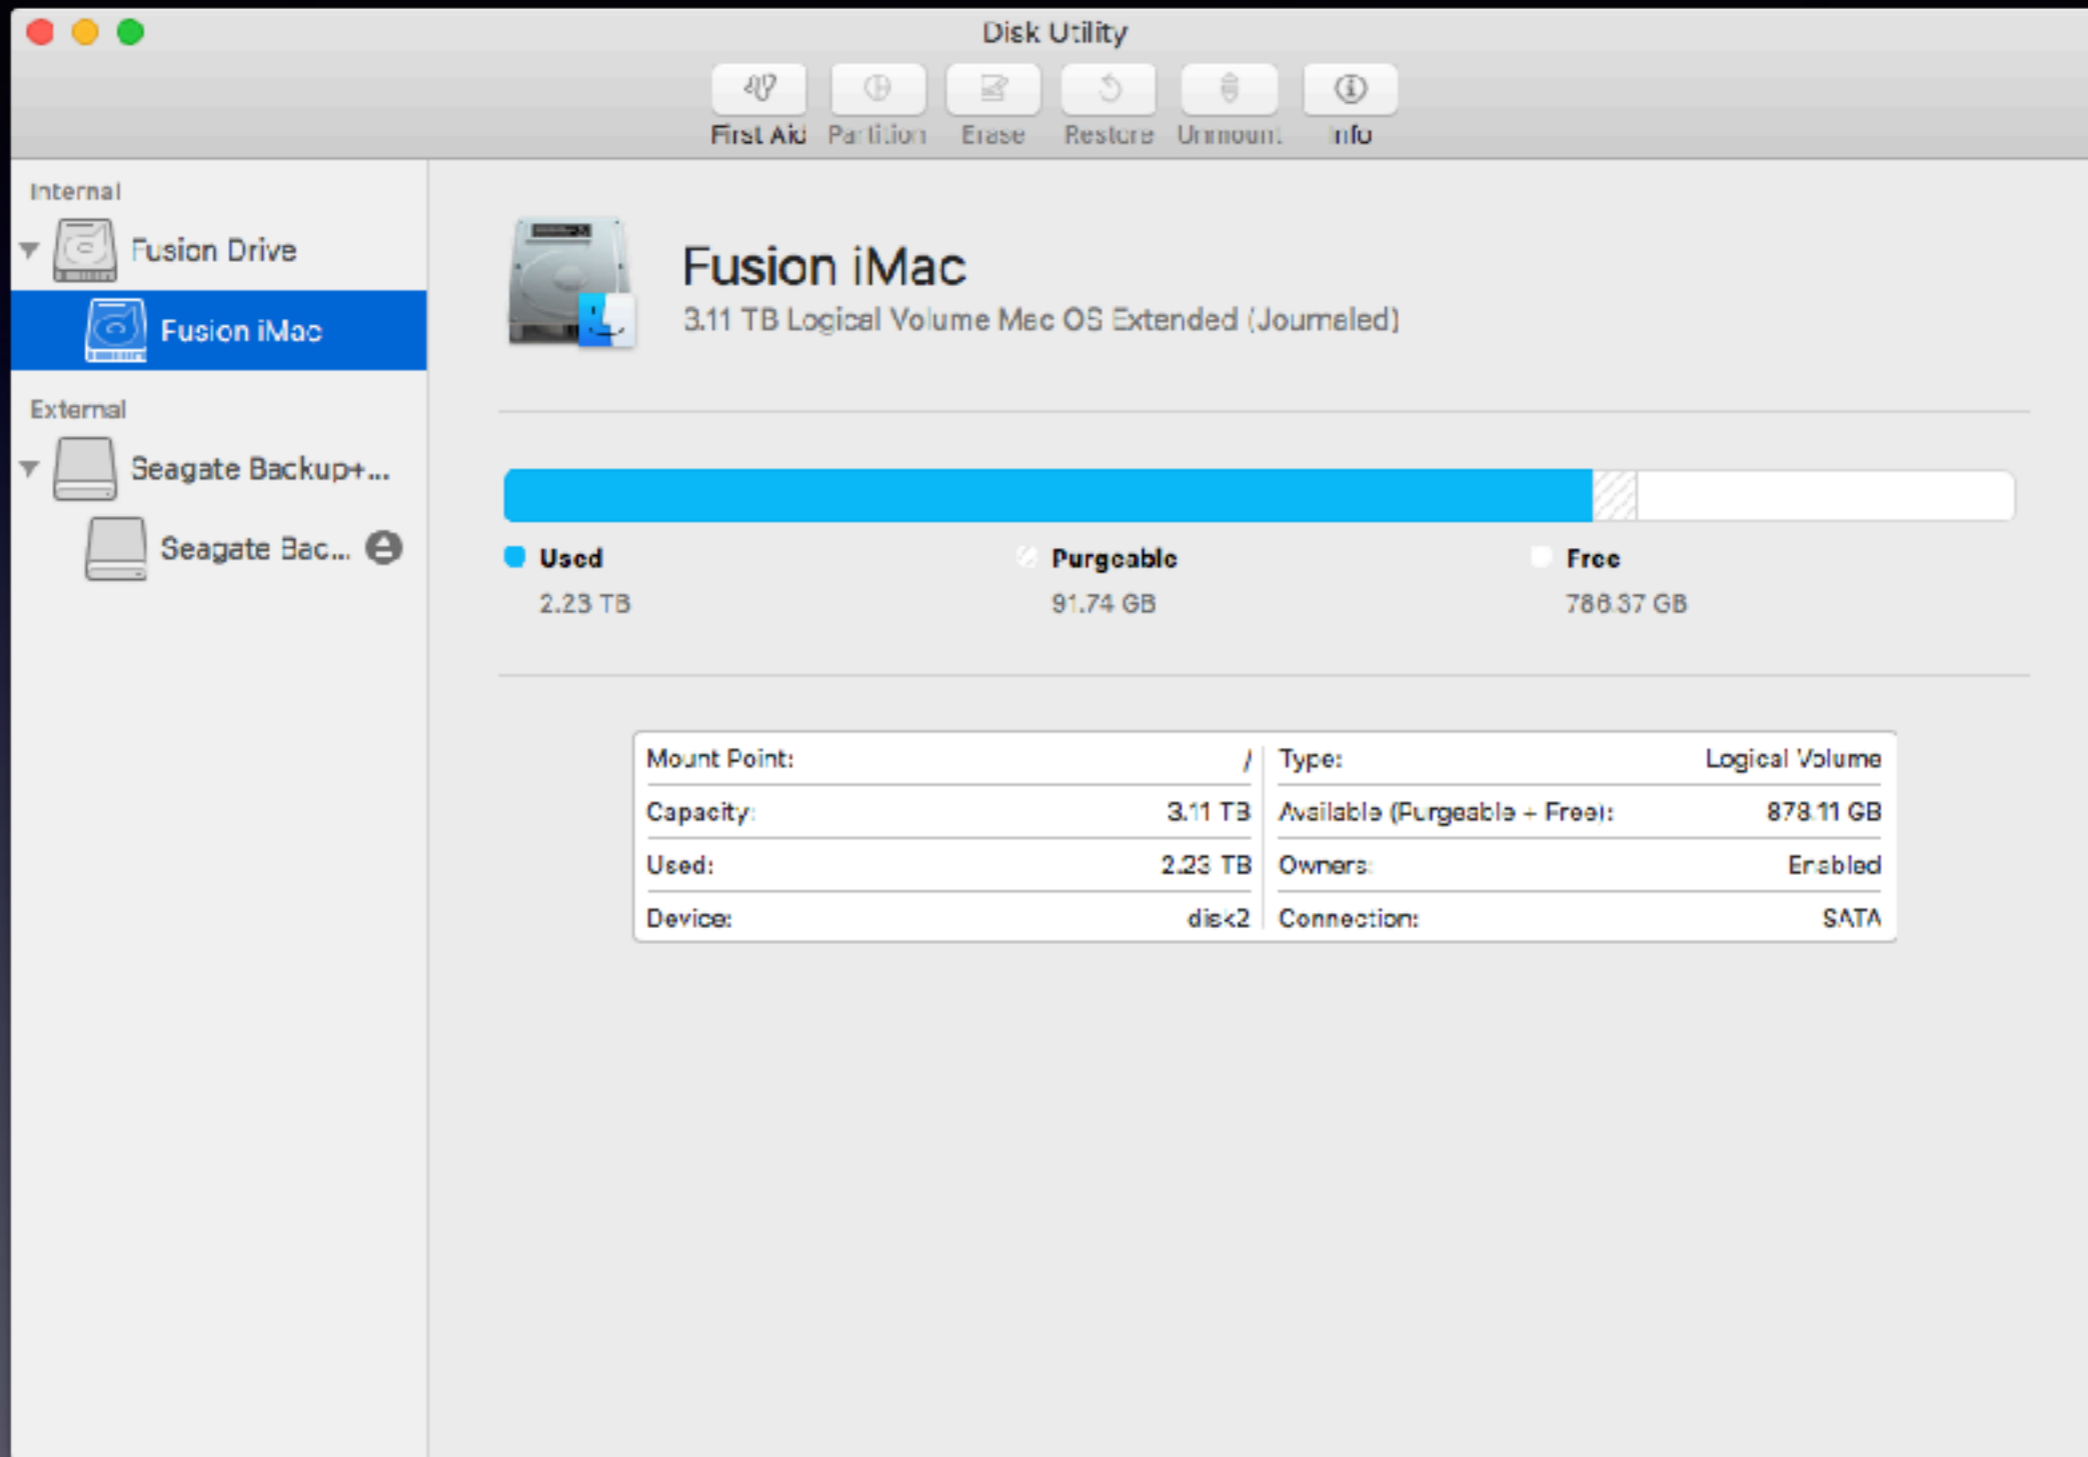 Disk Utility
First Aid Partition Erase Restore Unmount Info
Internal
Fusion Drive
Fusion iMac
External
Seagate Backup+...
Seagate Bac...
Fusion iMac
3.11 TB Logical Volume Mac OS Extended (Journaled)
Used Purgeable Free
2.23 TB 91.74 GB 786.37 GB
Mount Point: / Type: Logical Volume
Capacity: 3.11 TB Available (Purgeable + Free): 878.11 GB
Used: 2.23 TB Owners: Enabled
Device: disk2 Connection: SATA